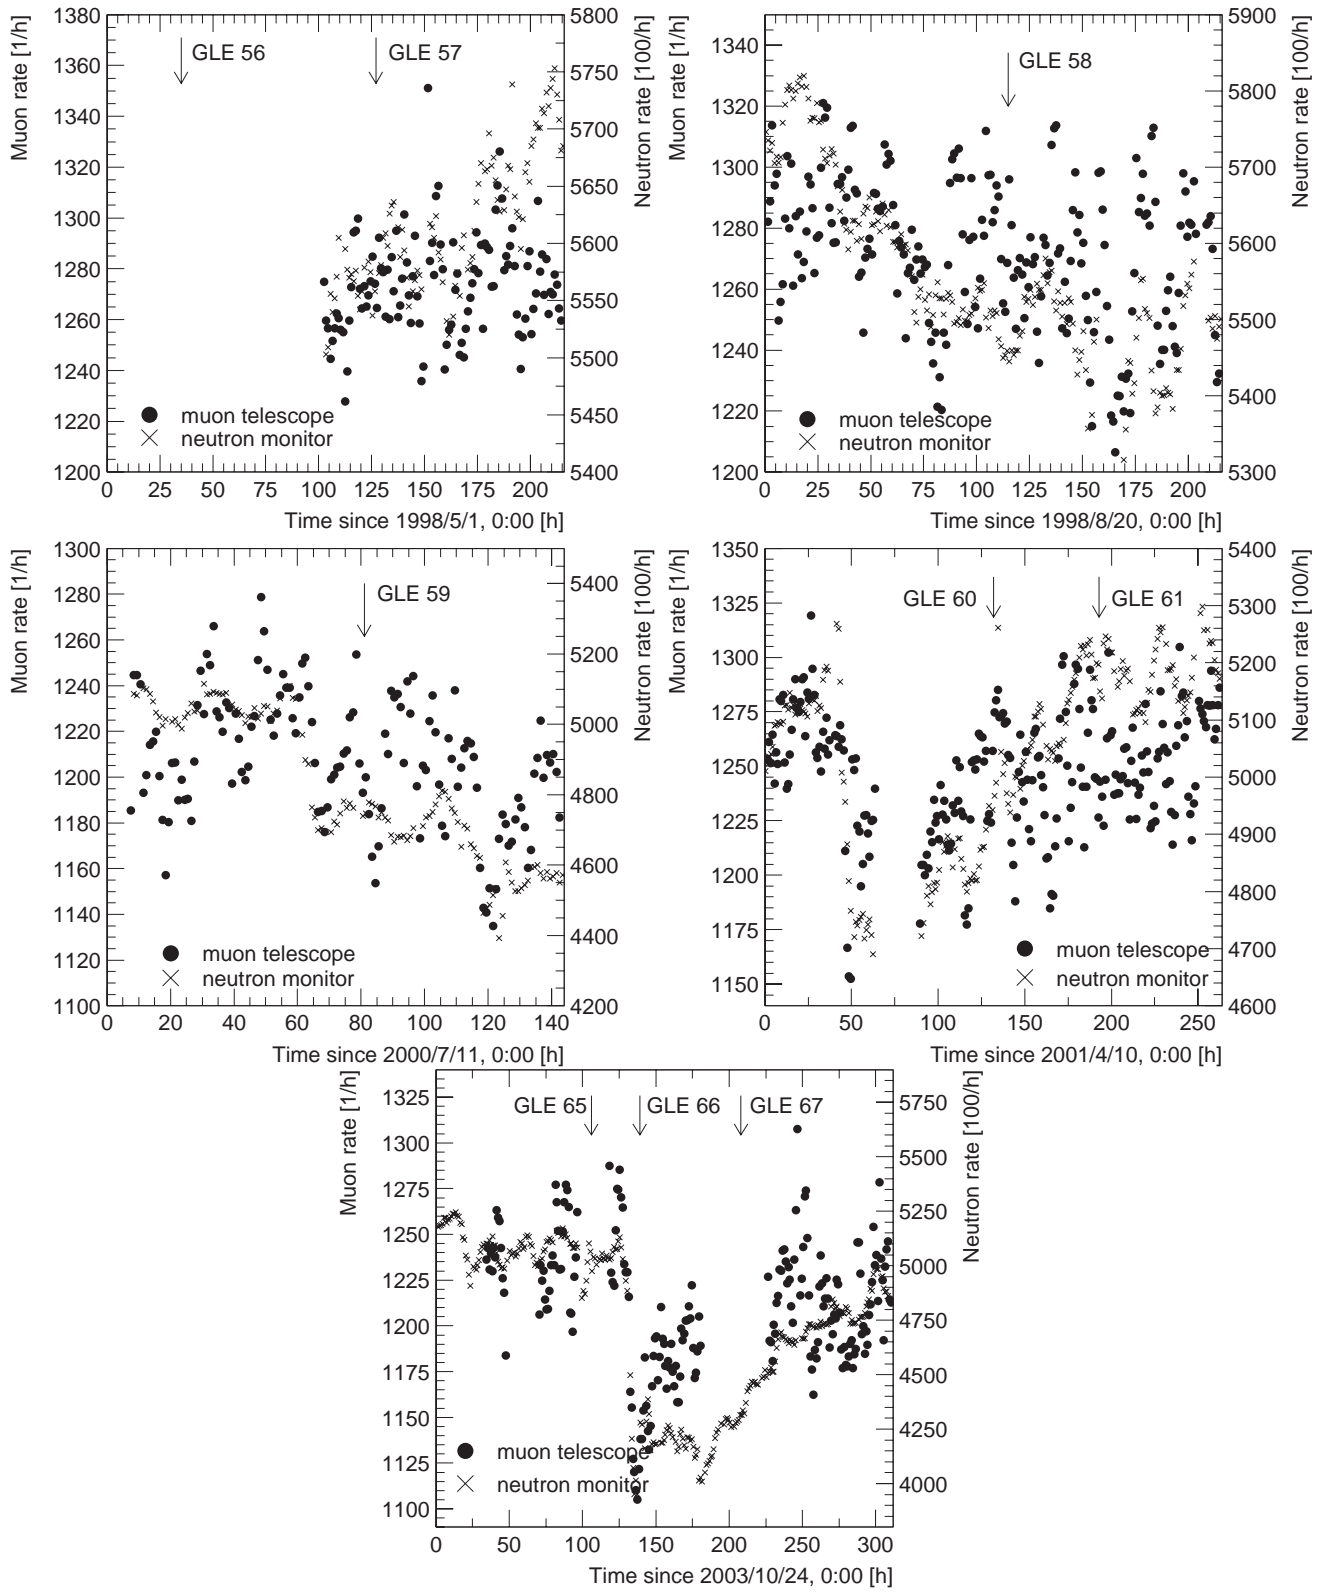 Muon rate [1/h]
1380
1360
1340
1320
1300
1280
1260
1240
1220
1200
GLE 56
GLE 57
muon telescope
neutron monitor
5800
5750
5700
5650
5600
5550
5500
5450
5400
Neutron rate [100/h]
0 25 50 75 100 125 150 175 200
Time since 1998/5/1, 0:00 [h]
Muon rate [1/h]
1340
1320
1300
1280
1260
1240
1220
1200
GLE 58
muon telescope
neutron monitor
5900
5800
5700
5600
5500
5400
5300
Neutron rate [100/h]
0 25 50 75 100 125 150 175 200
Time since 1998/8/20, 0:00 [h]
Muon rate [1/h]
1300
1280
1260
1240
1220
1200
1180
1160
1140
1120
1100
GLE 59
muon telescope
neutron monitor
5400
5200
5000
4800
4600
4400
4200
Neutron rate [100/h]
0 20 40 60 80 100 120 140
Time since 2000/7/11, 0:00 [h]
Muon rate [1/h]
1350
1325
1300
1275
1250
1225
1200
1175
1150
GLE 60
GLE 61
muon telescope
neutron monitor
5400
5300
5200
5100
5000
4900
4800
4700
4600
Neutron rate [100/h]
0 50 100 150 200 250
Time since 2001/4/10, 0:00 [h]
Muon rate [1/h]
1325
1300
1275
1250
1225
1200
1175
1150
1125
1100
GLE 65
GLE 66
GLE 67
muon telescope
neutron monitor
5750
5500
5250
5000
4750
4500
4250
4000
Neutron rate [100/h]
0 50 100 150 200 250 300
Time since 2003/10/24, 0:00 [h]